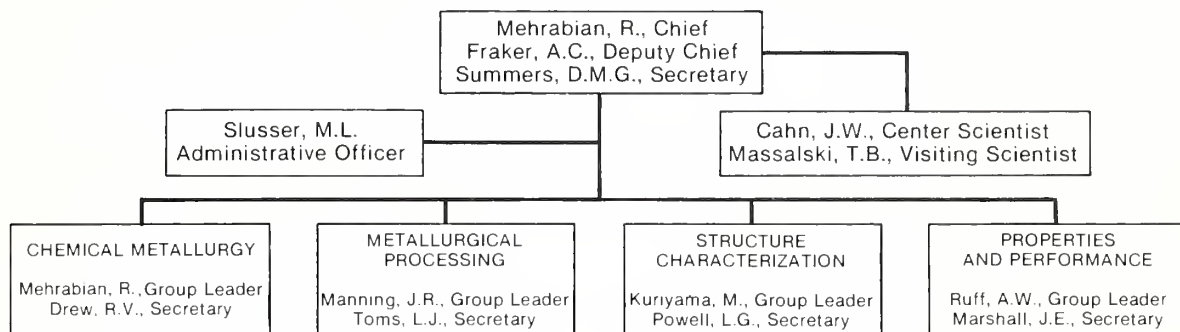 Mehrabian, R., Chief
Fraker, A.C., Deputy Chief
Summers, D.M.G., Secretary
Slusser, M.L.
Administrative Officer
Cahn, J.W., Center Scientist
Massalski, T.B., Visiting Scientist
CHEMICAL METALLURGY
Mehrabian, R., Group Leader
Drew, R.V., Secretary
METALLURGICAL
PROCESSING
Manning, J.R., Group Leader
Toms, L.J., Secretary
STRUCTURE
CHARACTERIZATION
Kuriyama, M., Group Leader
Powell, L.G., Secretary
PROPERTIES
AND PERFORMANCE
Ruff, A.W., Group Leader
Marshall, J.E., Secretary